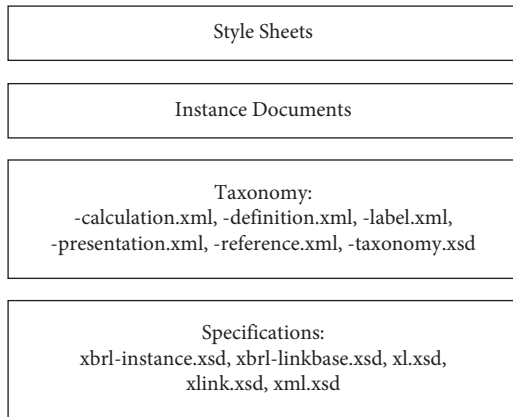 Style Sheets
Instance Documents
Taxonomy:
-calculation.xml, -definition.xml, -label.xml,
-presentation.xml, -reference.xml, -taxonomy.xsd
Specifications:
xbrl-instance.xsd, xbrl-linkbase.xsd, xl.xsd,
xlink.xsd, xml.xsd